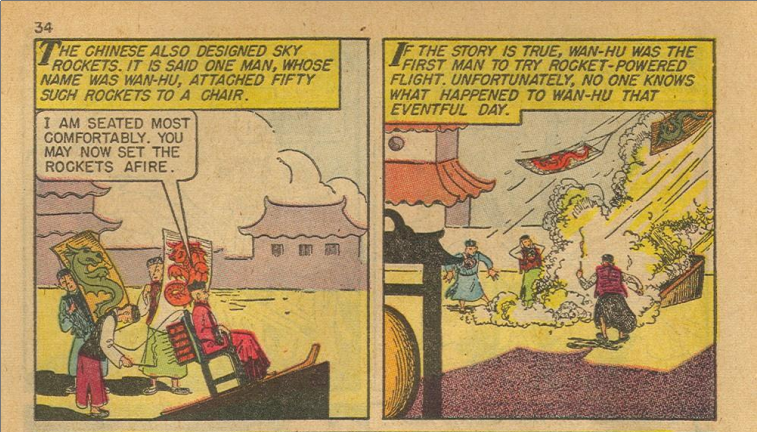 34
THE CHINESE ALSO DESIGNED SKY
ROCKETS. IT IS SAID ONE MAN, WHOSE
NAME WAS WAN-HU, ATTACHED FIFTY
SUCH ROCKETS TO A CHAIR.
I AM SEATED MOST
COMFORTABLY. YOU
MAY NOW SET THE
ROCKETS AFIRE.
IF THE STORY IS TRUE, WAN-HU WAS THE
FIRST MAN TO TRY ROCKET-POWERED
FLIGHT. UNFORTUNATELY, NO ONE KNOWS
WHAT HAPPENED TO WAN-HU THAT
EVENTFUL DAY.